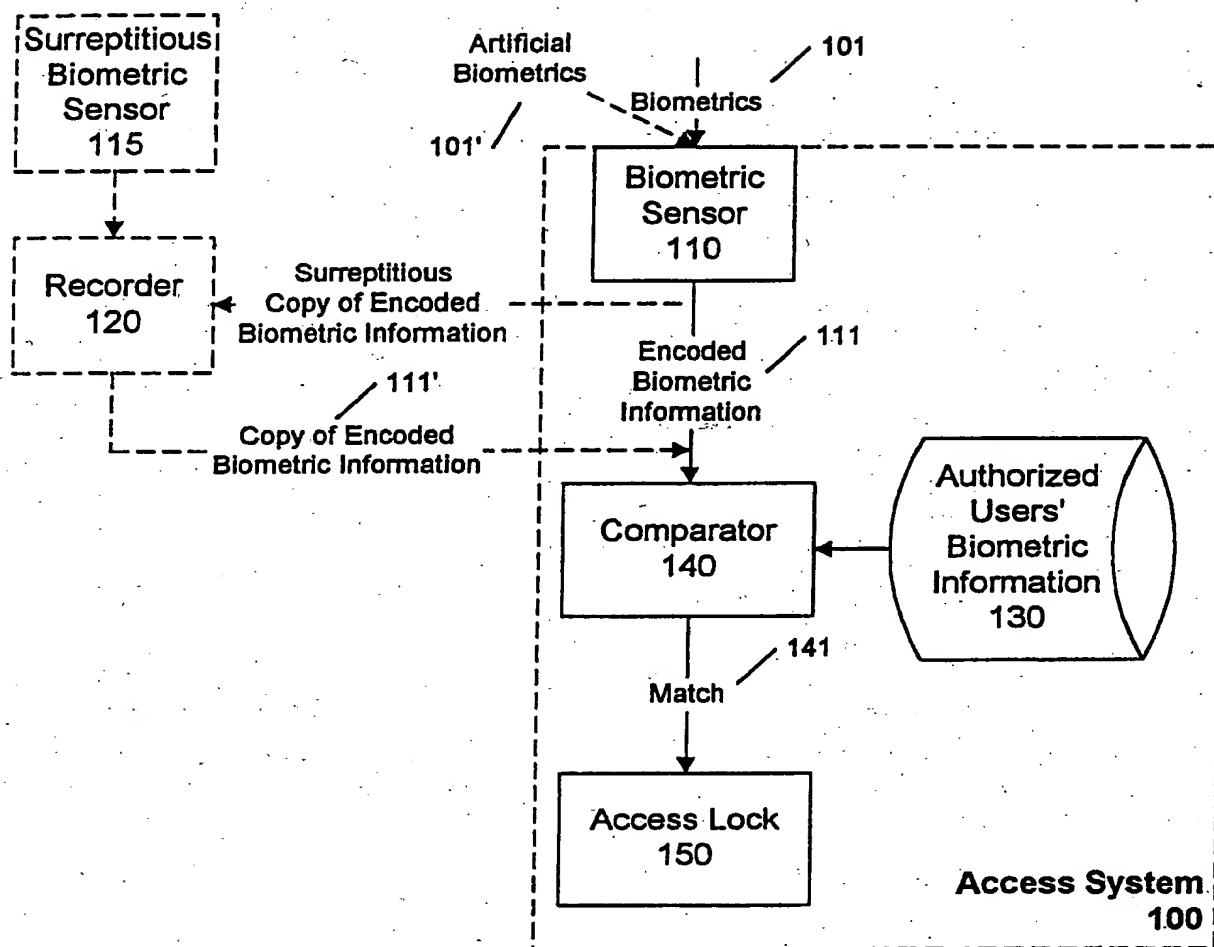 Surreptitious
Biometric
Sensor
115
Artificial
Biometrics
101
Biometrics
101'
Biometric
Sensor
110
Recorder
120
Surreptitious
Copy of Encoded
Biometric Information
111
Encoded
Biometric
Information
111'
Copy of Encoded
Biometric Information
Comparator
140
Authorized
Users'
Biometric
Information
130
141
Match
Access Lock
150
Access System
100